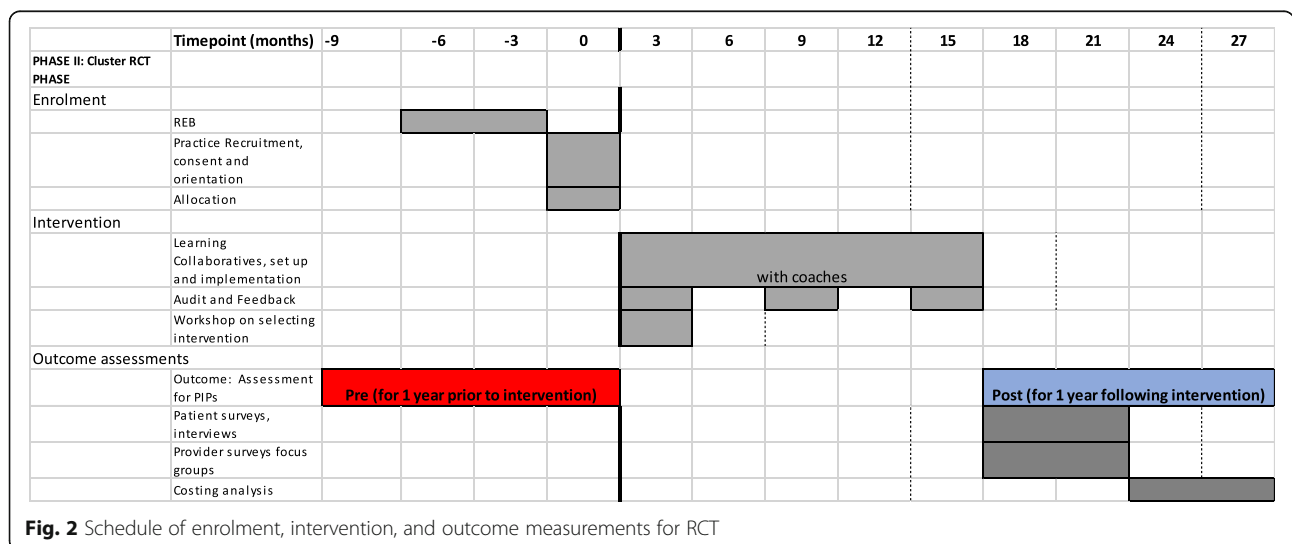 Timepoint (months) -9 -6 -3 0 3 6 9 12 15 18 21 24 27
PHASE II: Cluster RCT
PHASE
Enrolment
REB
Practice Recruitment,
consent and
orientation
Allocation
Intervention
Learning
Collaboratives, set up
and implementation
with coaches
Audit and Feedback
Workshop on selecting
intervention
Outcome assessments
Outcome: Assessment
for PIPs
Pre (for 1 year prior to intervention)
Post (for 1 year following intervention)
Patient surveys,
interviews
Provider surveys focus
groups
Costing analysis
Fig. 2 Schedule of enrolment, intervention, and outcome measurements for RCT